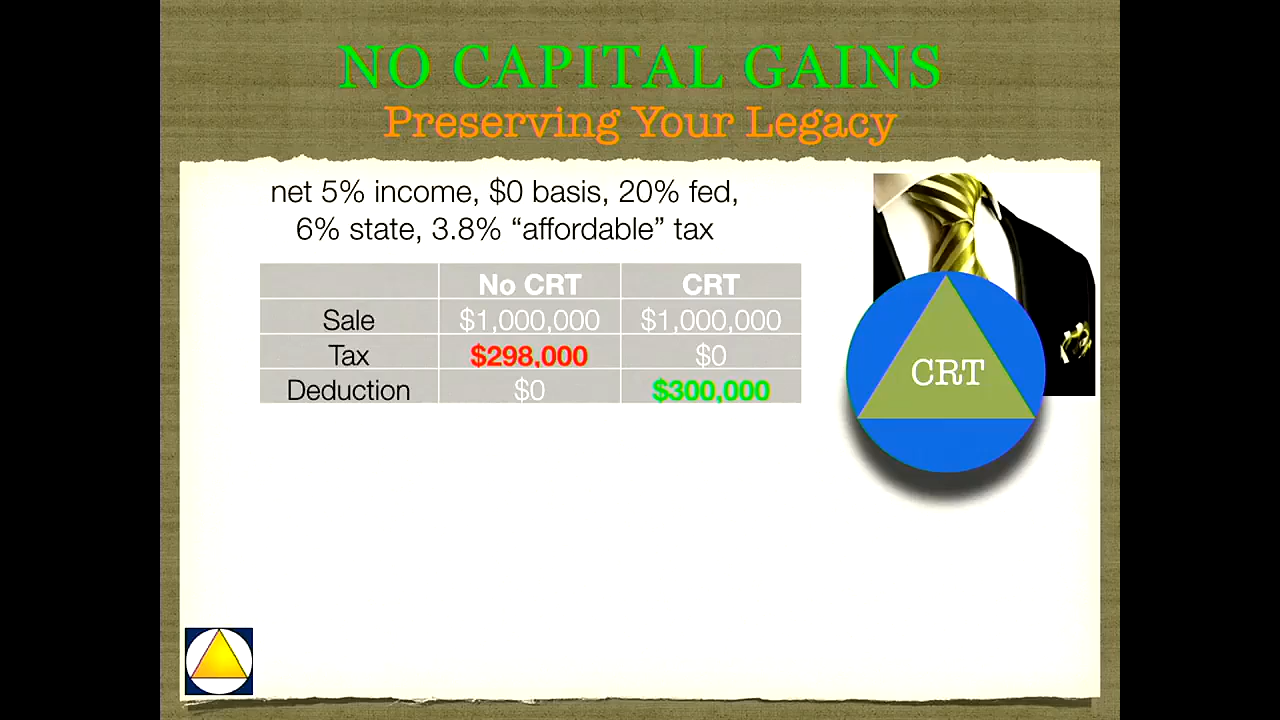 NO CAPITAL GAINS
Preserving Your Legacy
net 5% income, $0 basis, 20% fed,
6% state, 3.8% “affordable” tax
No CRT CRT
Sale $1,000,000 $1,000,000
Tax $298,000 $0
Deduction $0 $300,000
CRT